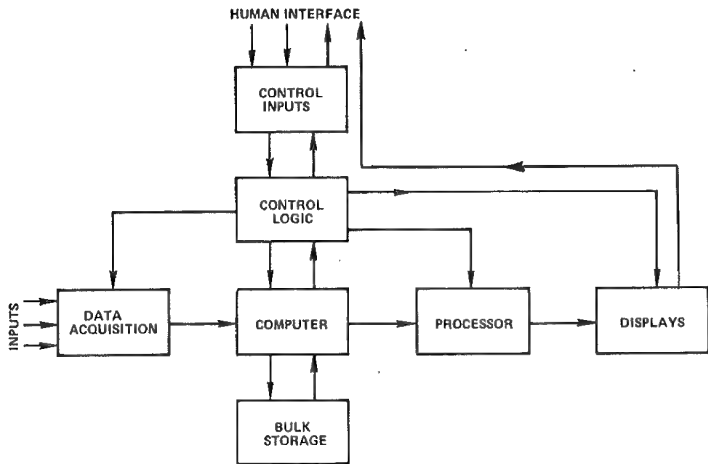 HUMAN INTERFACE
CONTROL
INPUTS
CONTROL
LOGIC
INPUTS
DATA
ACQUISITION
COMPUTER
PROCESSOR
DISPLAYS
BULK
STORAGE